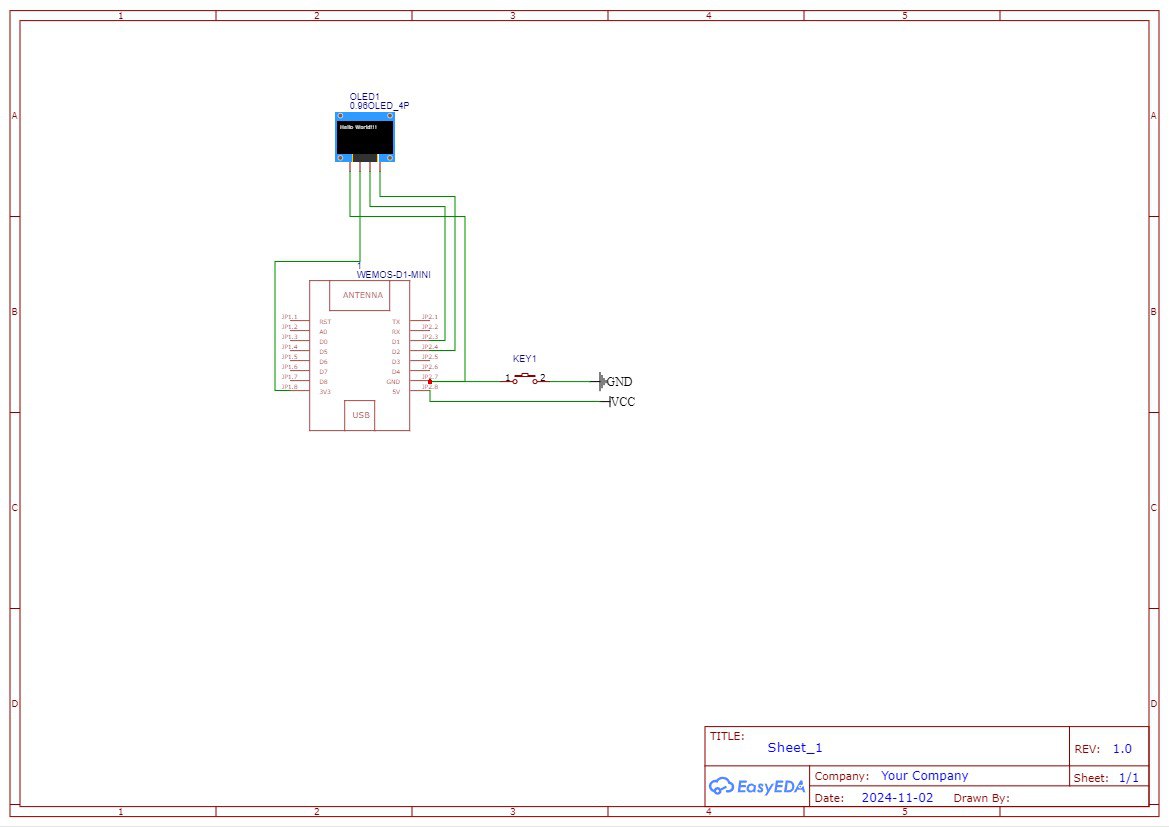 1 2 3 4 5
A A
OLED1
0.96OLED_4P
Hello World!!!
B B
1
WEMOS-D1-MINI
ANTENNA
JP1.1 RST TX JP2.1
JP1.2 A0 RX JP2.2
JP1.3 D0 D1 JP2.3
JP1.4 D5 D2 JP2.4
JP1.5 D6 D3 JP2.5
JP1.6 D7 D4 JP2.6
JP1.7 D8 GND JP2.7
JP1.8 3V3 5V JP2.8
USB
KEY1
1 2 GND
VCC
C C
D D
TITLE:
Sheet_1
REV: 1.0
EasyEDA
Company: Your Company
Sheet: 1/1
Date: 2024-11-02 Drawn By:
1 2 3 4 5